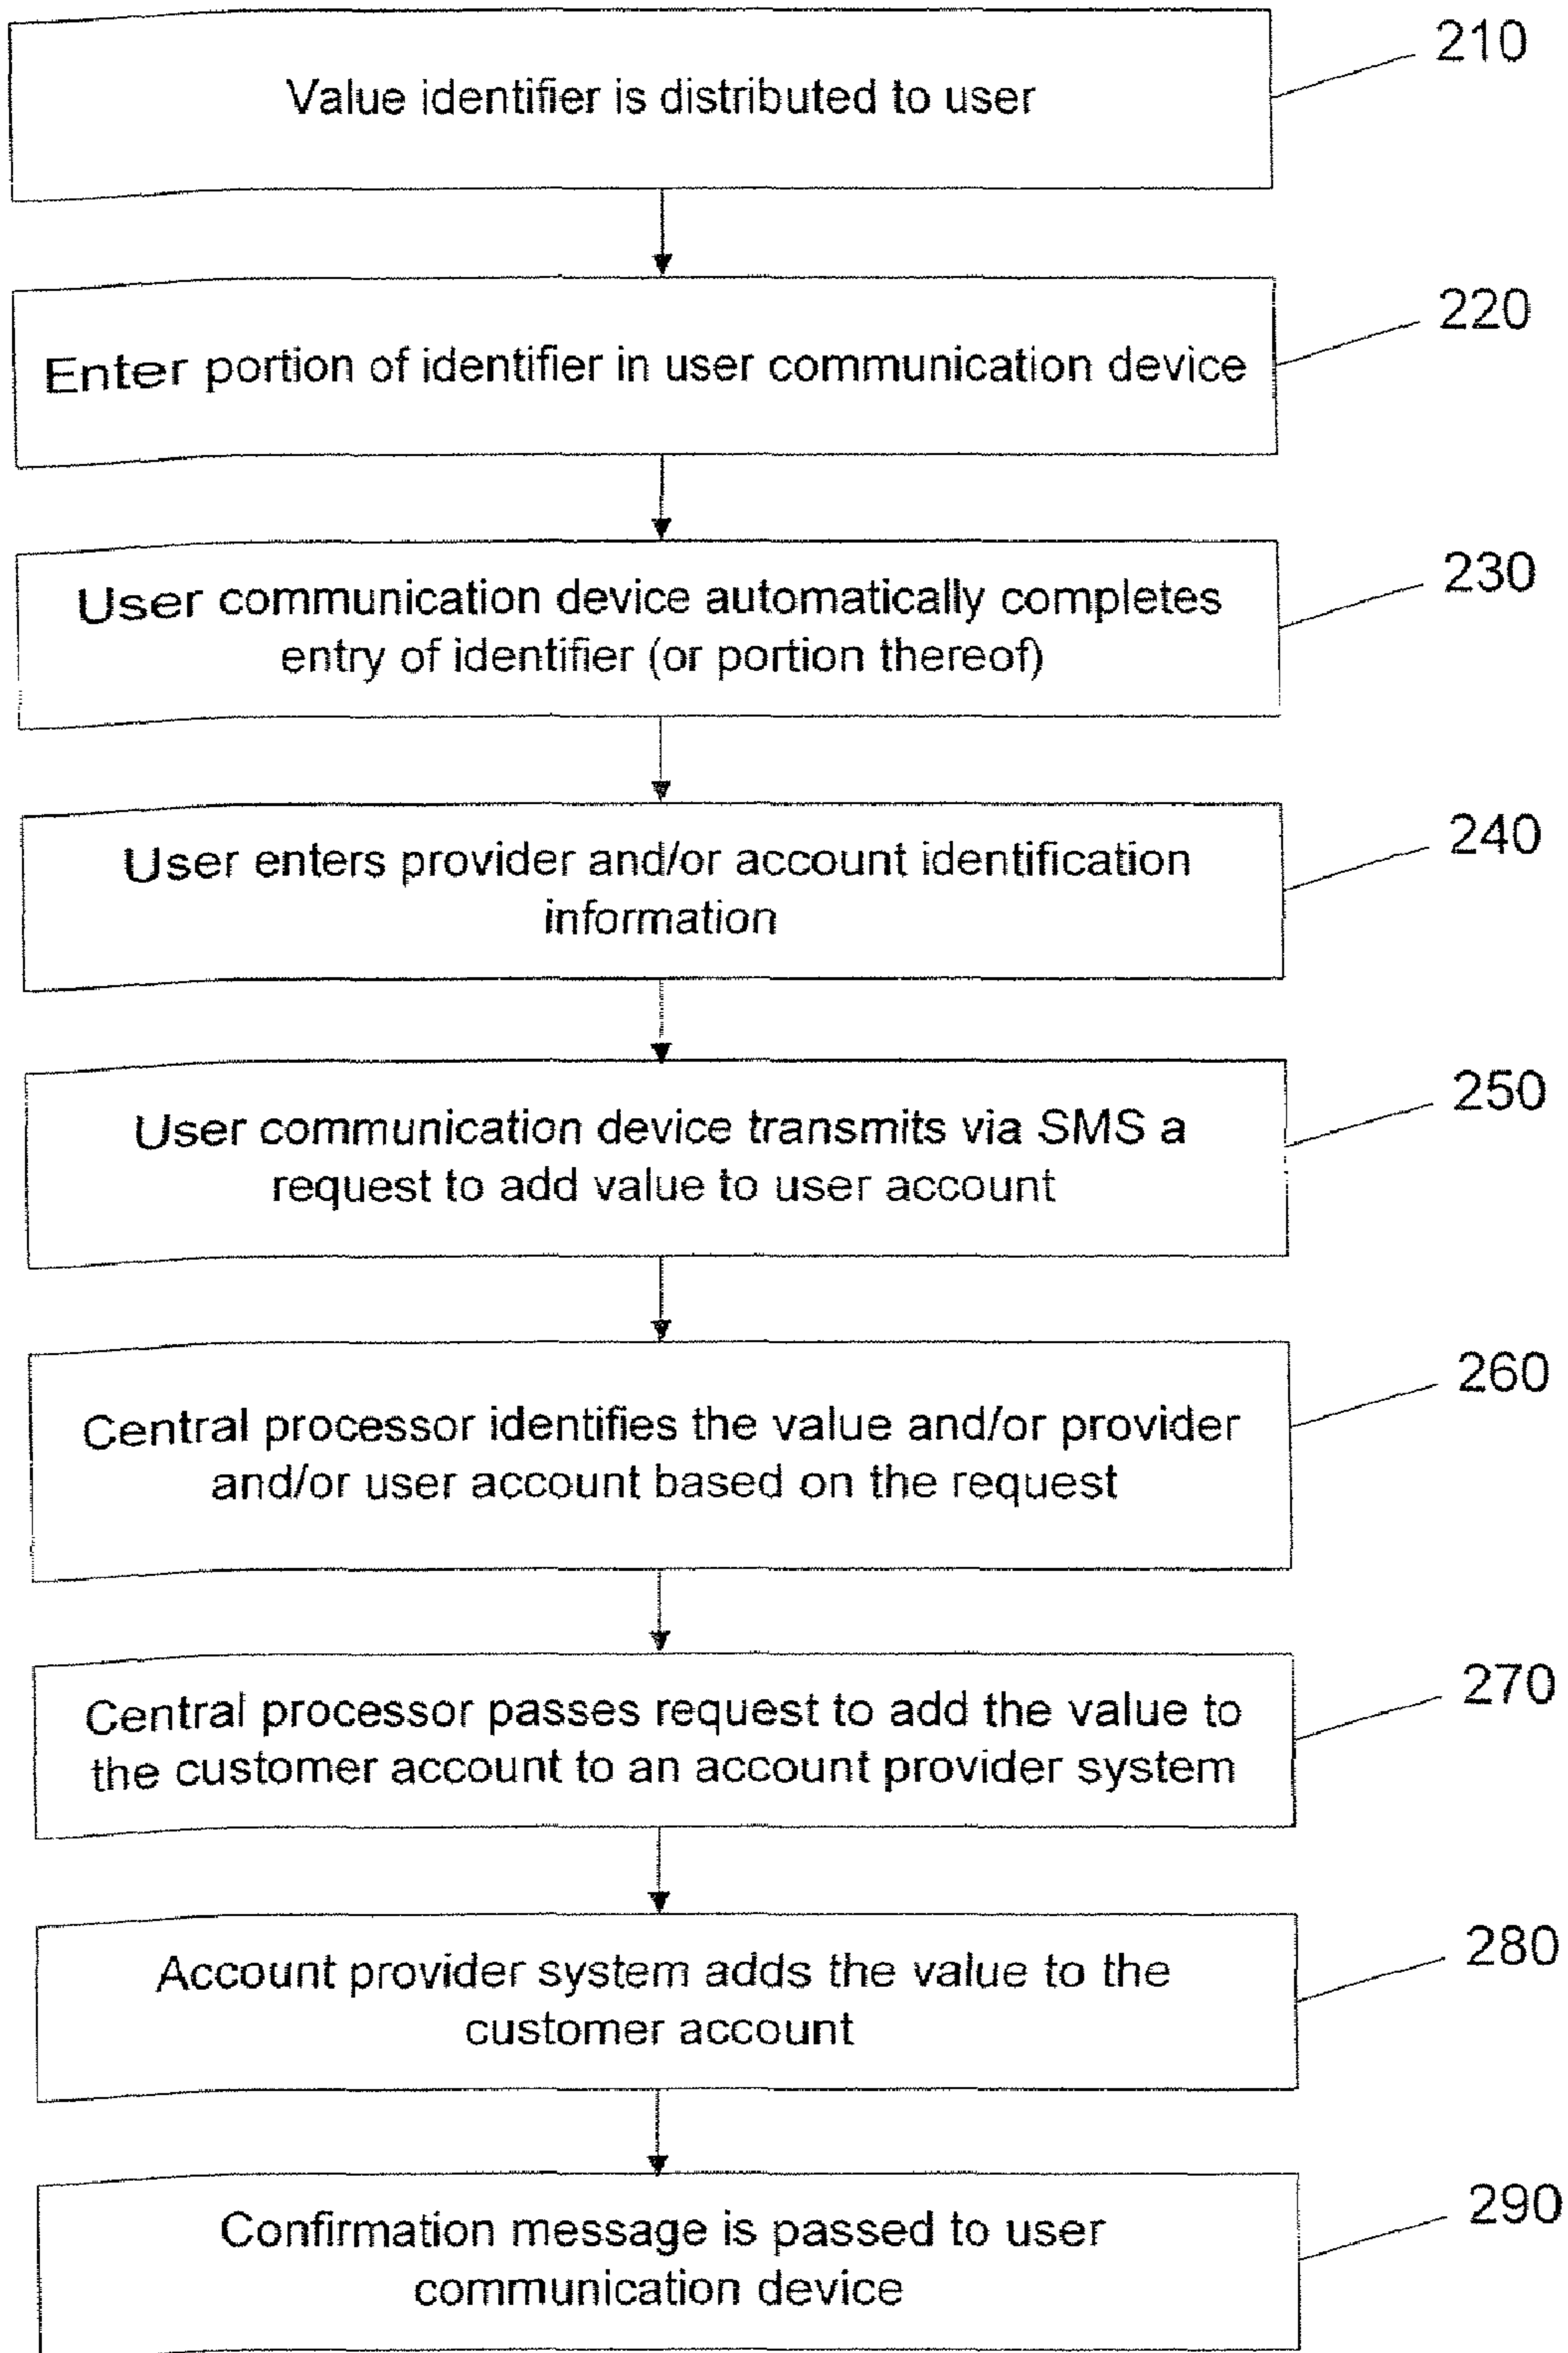 Value identifier is distributed to user
210
Enter portion of identifier in user communication device
220
User communication device automatically completes
entry of identifier (or portion thereof)
230
User enters provider and/or account identification
information
240
User communication device transmits via SMS a
request to add value to user account
250
Central processor identifies the value and/or provider
and/or user account based on the request
260
Central processor passes request to add the value to
the customer account to an account provider system
270
Account provider system adds the value to the
customer account
280
Confirmation message is passed to user
communication device
290